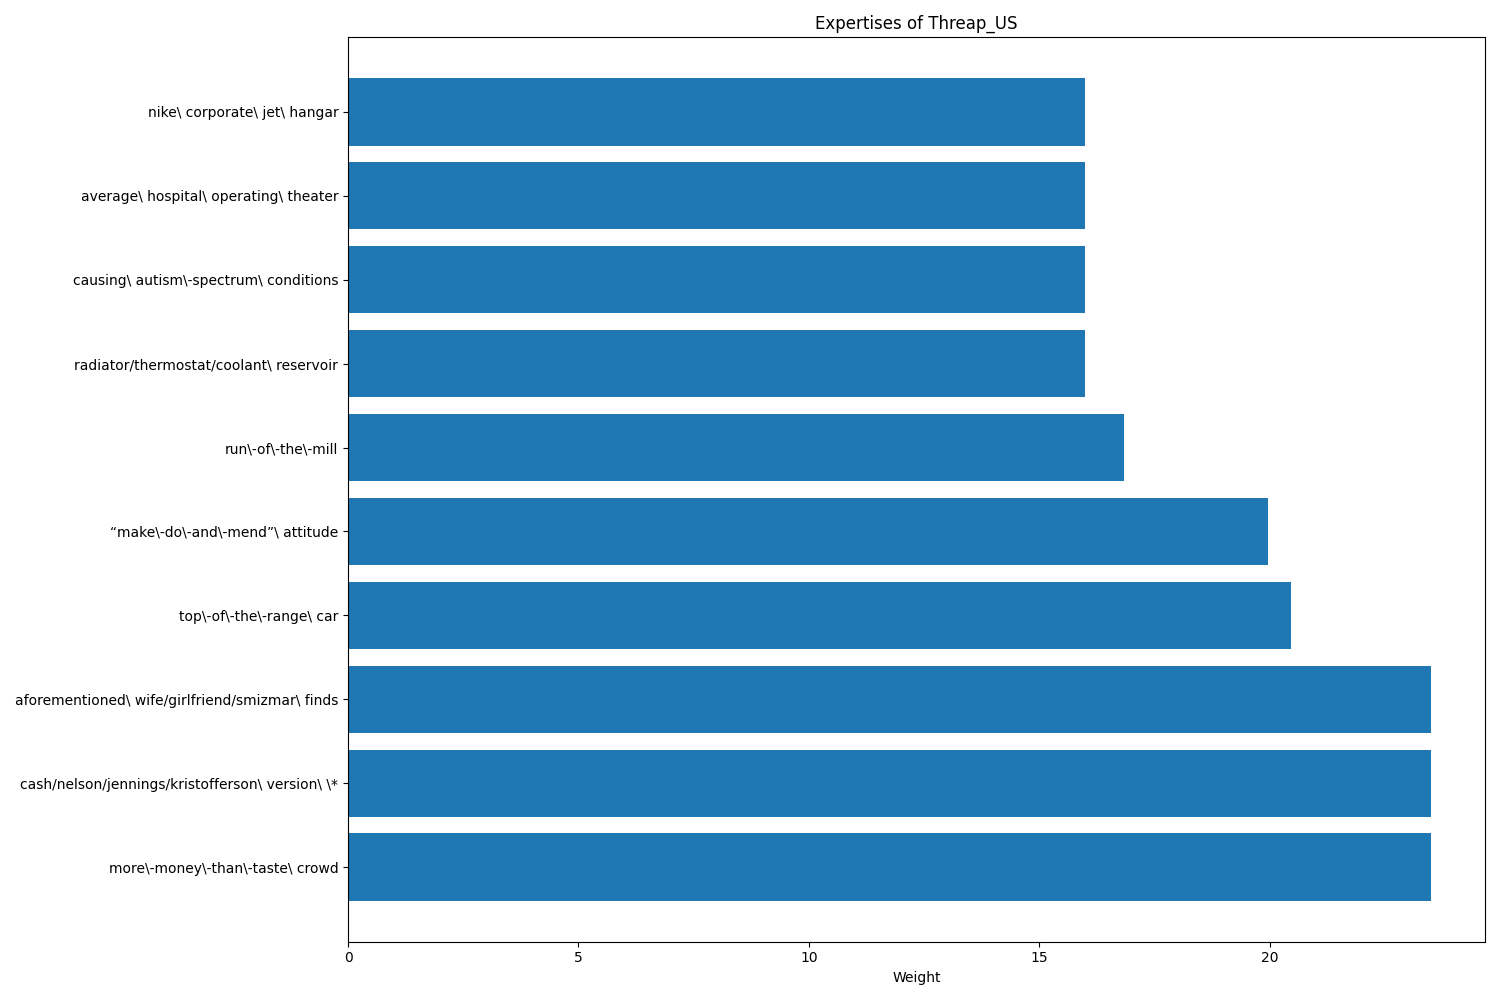 Expertises of Threap_US
nike\ corporate\ jet\ hangar
average\ hospital\ operating\ theater
causing\ autism\-spectrum\ conditions
radiator/thermostat/coolant\ reservoir
run\-of\-the\-mill
“make\-do\-and\-mend”\ attitude
top\-of\-the\-range\ car
aforementioned\ wife/girlfriend/smizmar\ finds
cash/nelson/jennings/kristofferson\ version\ \*
more\-money\-than\-taste\ crowd
0 5 10 15 20
Weight